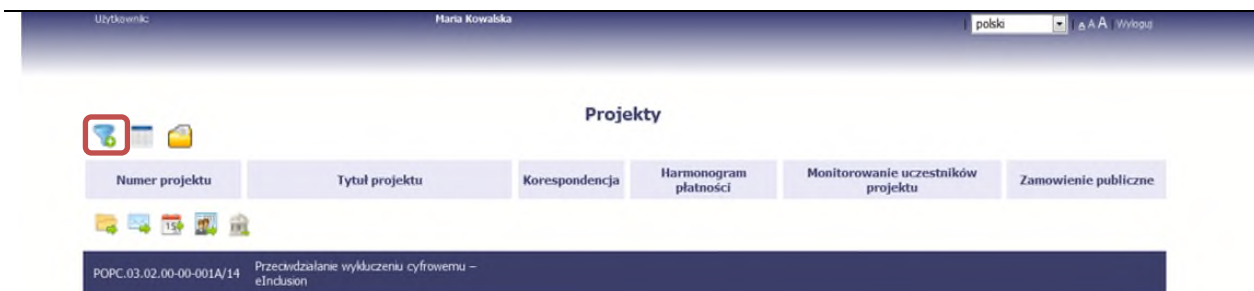 Użytkownik: Maria Kowalska polski A A A Wyloguj
Projekty
Numer projektu Tytuł projektu Korespondencja Harmonogram płatności Monitorowanie uczestników projektu Zamowienie publiczne
15
POPC.03.02.00-00-001A/14 Przeciwdziałanie wykluczeniu cyfrowemu –
eInclusion